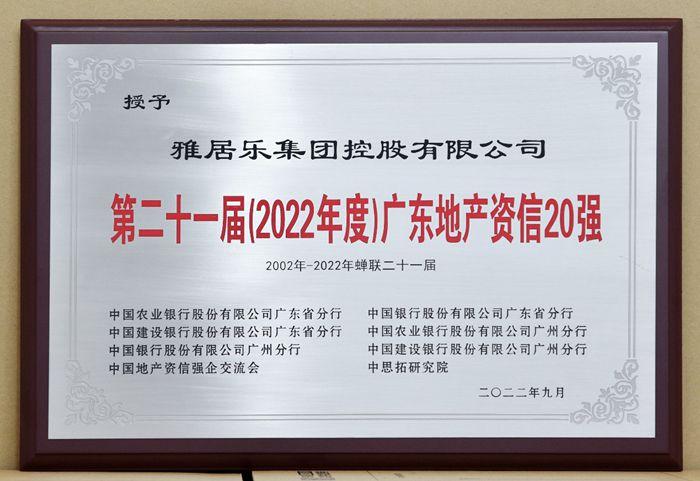 授予
雅居乐集团控股有限公司
第二十一届(2022年度)广东地产资信20强
2002年-2022年蝉联二十一届
中国农业银行股份有限公司广东省分行 中国银行股份有限公司广东省分行
中国建设银行股份有限公司广东省分行 中国农业银行股份有限公司广州分行
中国银行股份有限公司广州分行 中国建设银行股份有限公司广州分行
中国地产资信强企交流会 中思拓研究院
二〇二二年九月